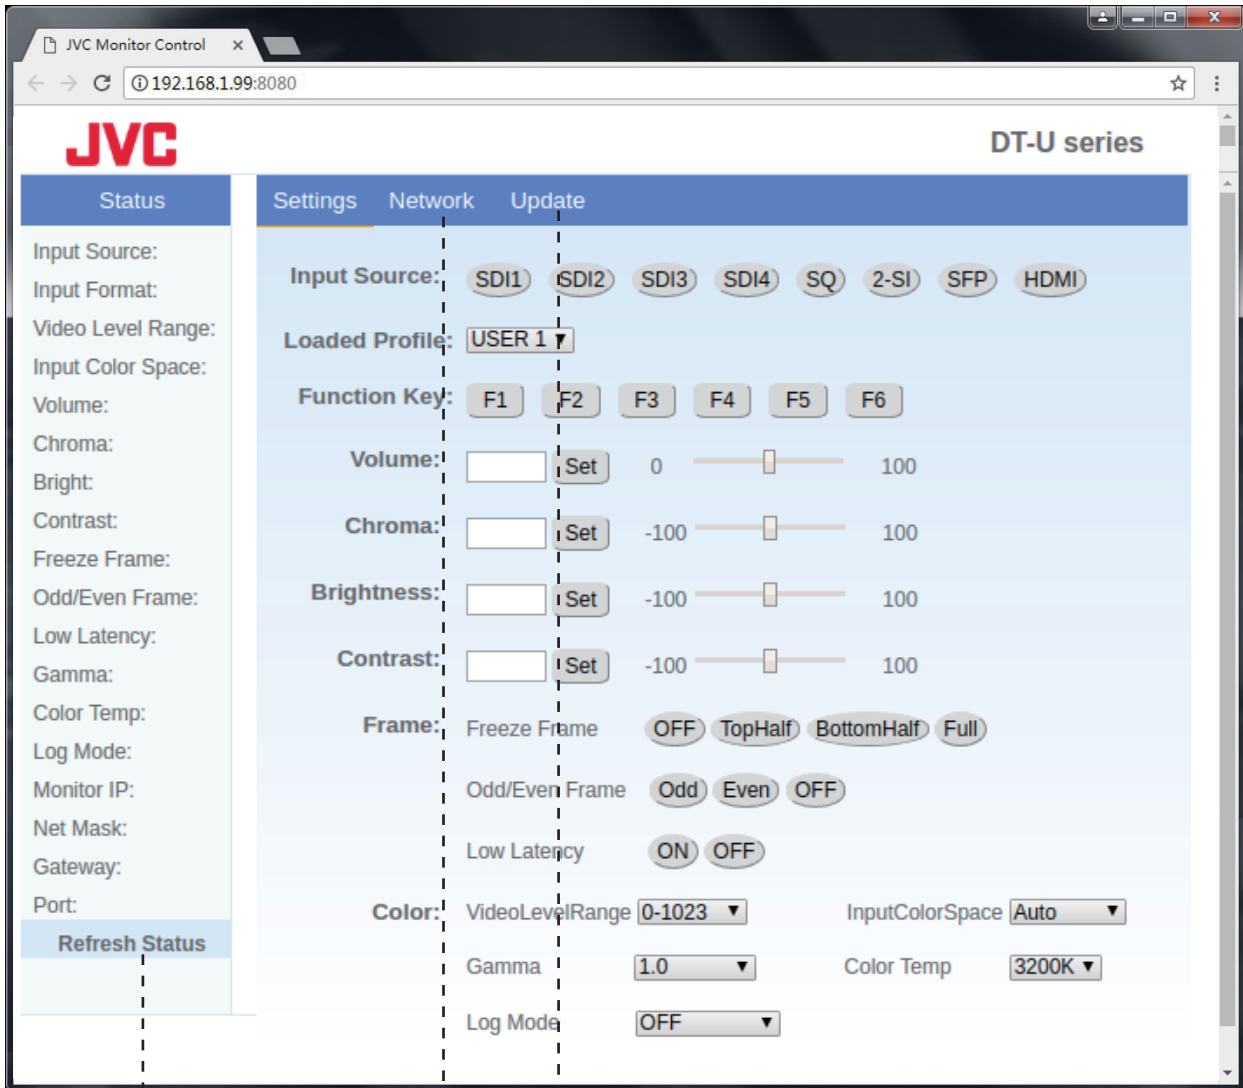 JVC Monitor Control
192.168.1.99:8080
JVC
DT-U series
Status
Settings Network Update
Input Source:
Input Format:
Video Level Range:
Input Color Space:
Volume:
Chroma:
Bright:
Contrast:
Freeze Frame:
Odd/Even Frame:
Low Latency:
Gamma:
Color Temp:
Log Mode:
Monitor IP:
Net Mask:
Gateway:
Port:
Refresh Status
Input Source: SDI1 SDI2 SDI3 SDI4 SQ 2-SI SFP HDMI
Loaded Profile: USER 1
Function Key: F1 F2 F3 F4 F5 F6
Volume: Set 0 100
Chroma: Set -100 100
Brightness: Set -100 100
Contrast: Set -100 100
Frame: Freeze Frame OFF TopHalf BottomHalf Full
Odd/Even Frame Odd Even OFF
Low Latency ON OFF
Color: VideoLevelRange 0-1023 InputColorSpace Auto
Gamma 1.0 Color Temp 3200K
Log Mode OFF